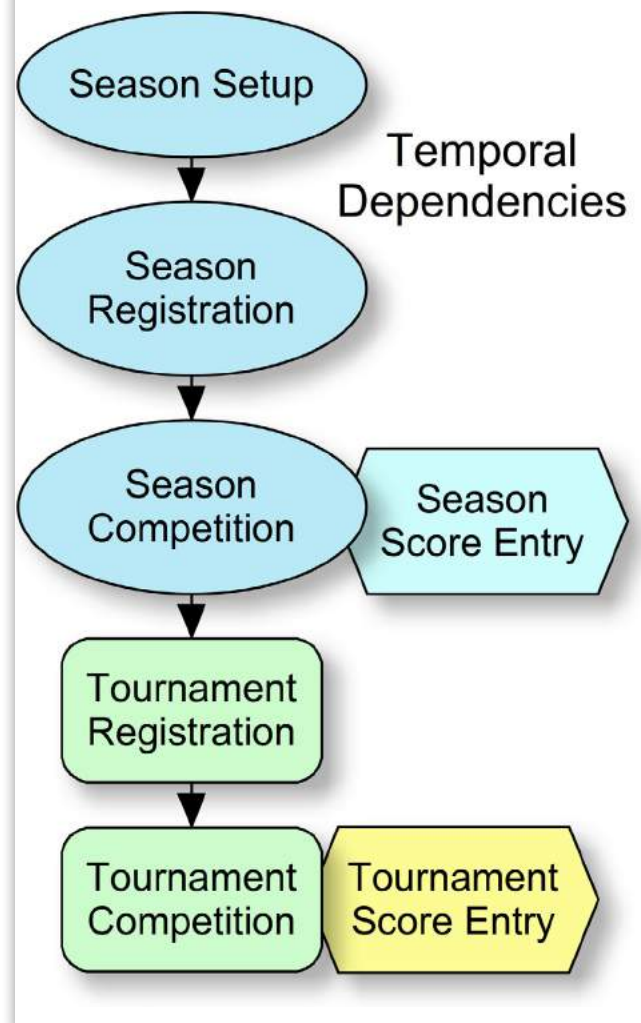 Season Setup
Temporal
Dependencies
Season
Registration
Season
Competition
Season
Score Entry
Tournament
Registration
Tournament
Competition
Tournament
Score Entry